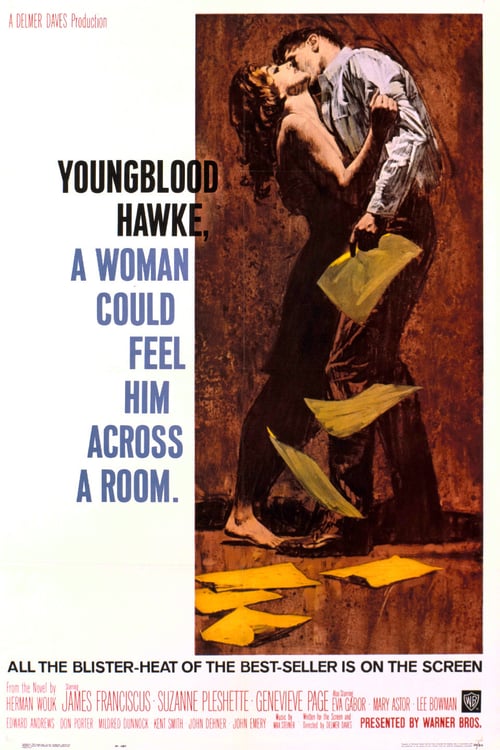 A DELMER DAVES Production
YOUNGBLOOD
HAWKE,
A WOMAN
COULD
FEEL
HIM
ACROSS
A ROOM.
ALL THE BLISTER-HEAT OF THE BEST-SELLER IS ON THE SCREEN
From the Novel by
HERMAN WOUK
Starring
JAMES FRANCISCUS · SUZANNE PLESHETTE · GENEVIEVE PAGE
Also Starring
EVA GABOR · MARY ASTOR · LEE BOWMAN
EDWARD ANDREWS · DON PORTER · MILDRED DUNNOCK · KENT SMITH · JOHN DEHNER · JOHN EMERY
Music by
MAX STEINER
Written for the Screen and
Directed by DELMER DAVES
PRESENTED BY WARNER BROS.
WB